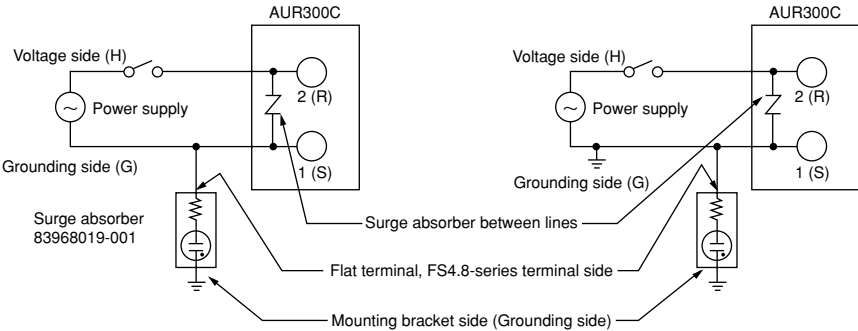 AUR300C
Voltage side (H)
2 (R)
Power supply
Grounding side (G)
1 (S)
Surge absorber
83968019-001
AUR300C
Voltage side (H)
2 (R)
Power supply
Grounding side (G)
1 (S)
Surge absorber between lines
Flat terminal, FS4.8-series terminal side
Mounting bracket side (Grounding side)